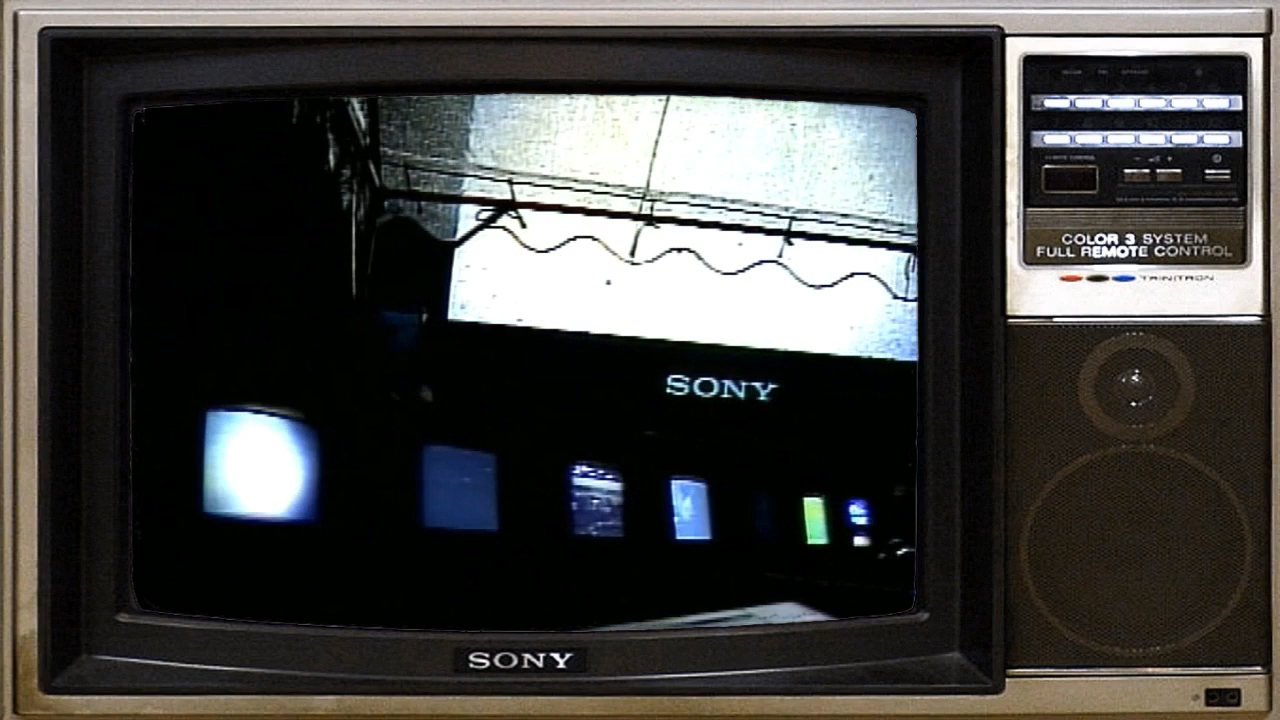 SONY
SONY
COLOR 3 SYSTEM
FULL REMOTE CONTROL
TRINITRON